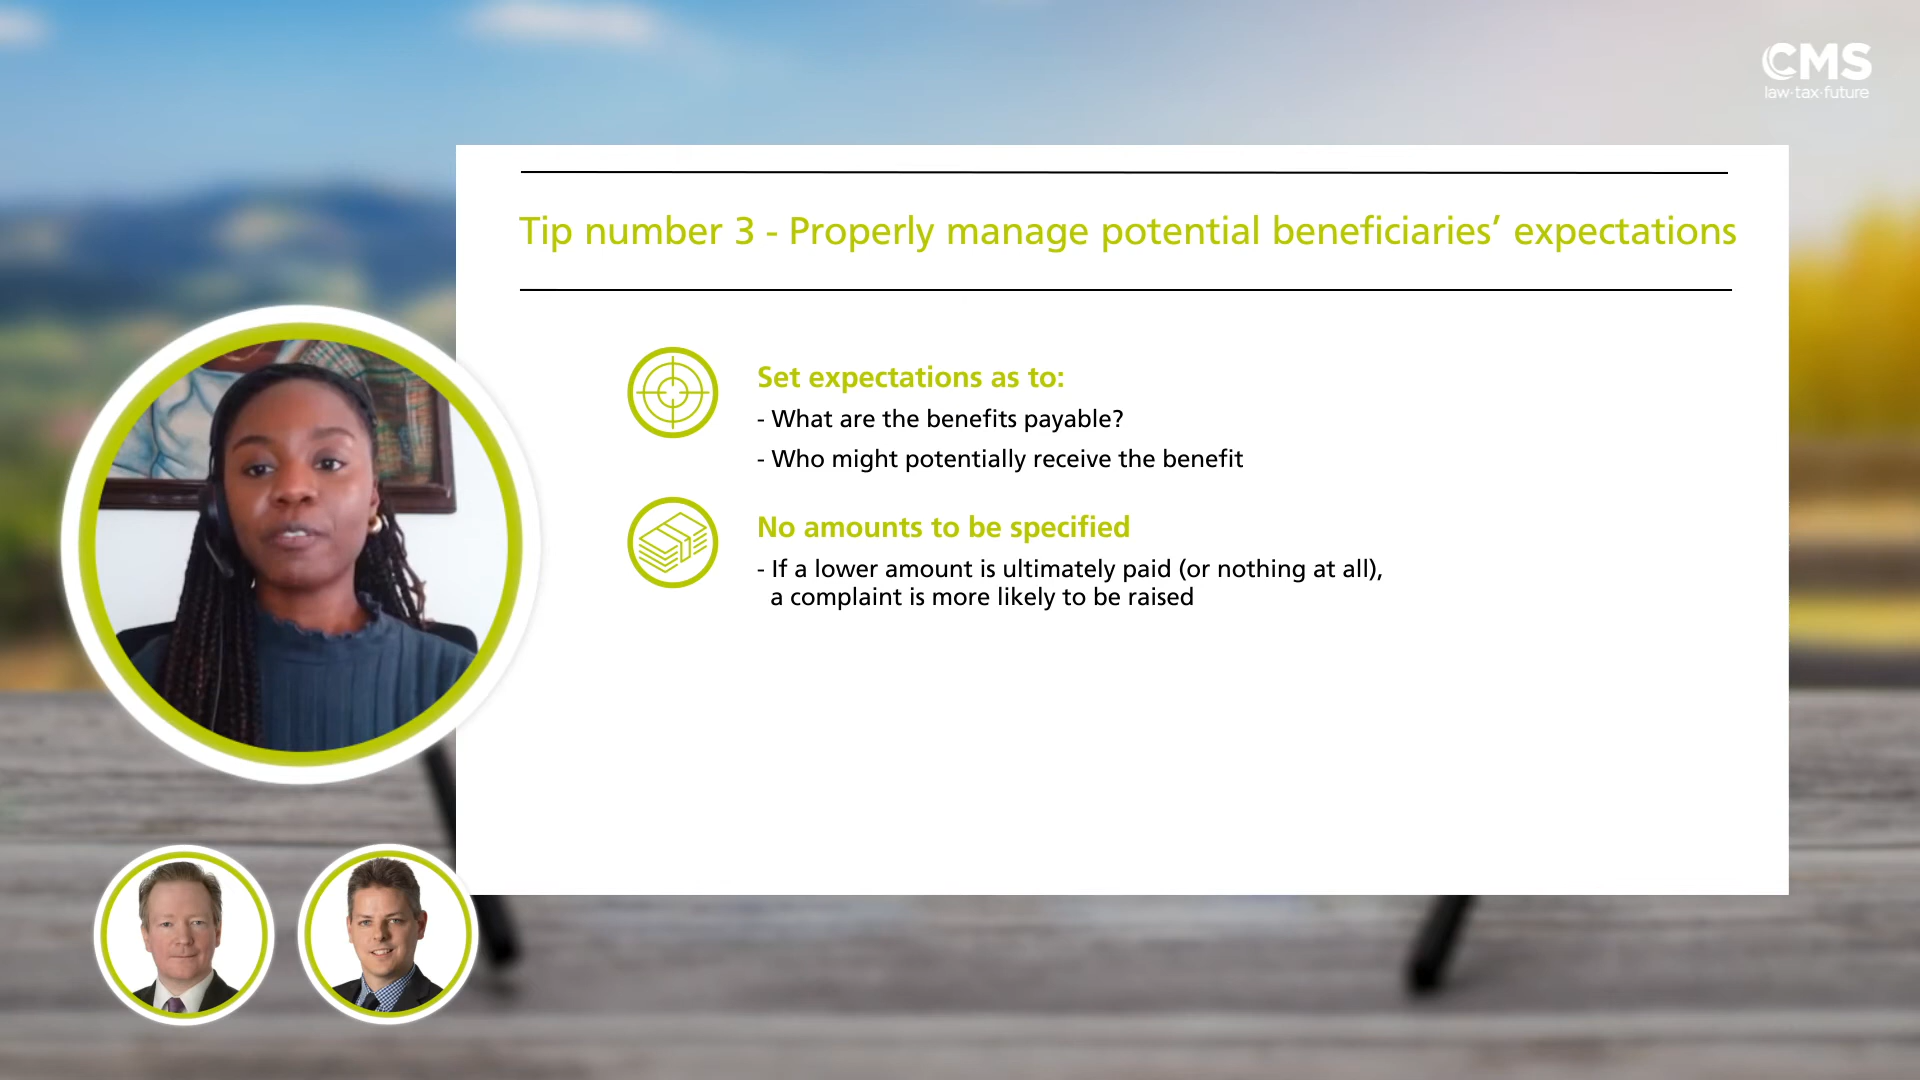 CMS
law·tax·future
Tip number 3 - Properly manage potential beneficiaries’ expectations
Set expectations as to:
- What are the benefits payable?
- Who might potentially receive the benefit
No amounts to be specified
- If a lower amount is ultimately paid (or nothing at all),
a complaint is more likely to be raised